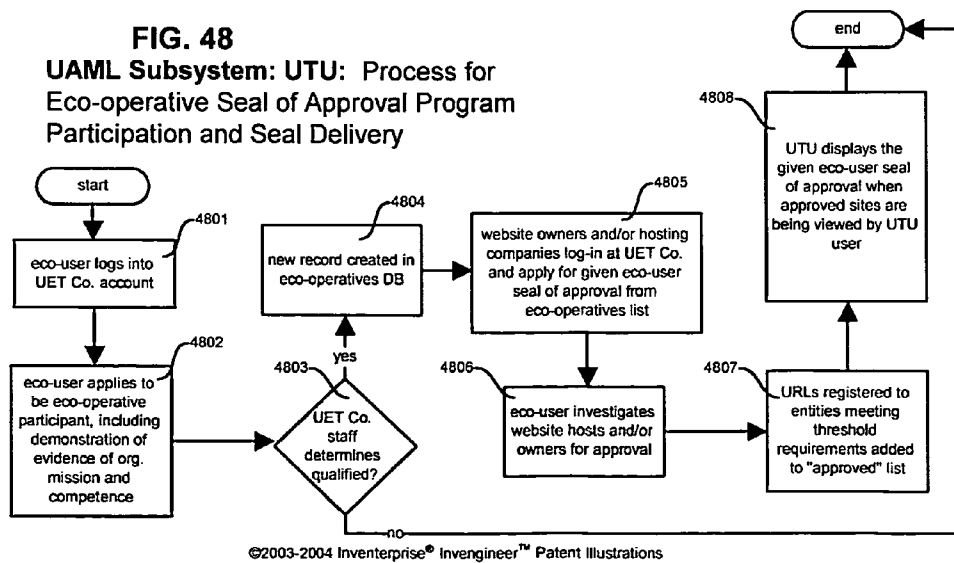 FIG. 48
UAML Subsystem: UTU: Process for
Eco-operative Seal of Approval Program
Participation and Seal Delivery
start
4801
eco-user logs into
UET Co. account
4802
eco-user applies to
be eco-operative
participant, including
demonstration of
evidence of org.
mission and
competence
4803
UET Co.
staff
determines
qualified?
yes
no
4804
new record created in
eco-operatives DB
4805
website owners and/or hosting
companies log-in at UET Co.
and apply for given eco-user
seal of approval from
eco-operatives list
4806
eco-user investigates
website hosts and/or
owners for approval
4807
URLs registered to
entities meeting
threshold
requirements added
to "approved" list
4808
UTU displays the
given eco-user seal
of approval when
approved sites are
being viewed by UTU
user
end
©2003-2004 Inventerprise® Invengineer™ Patent Illustrations